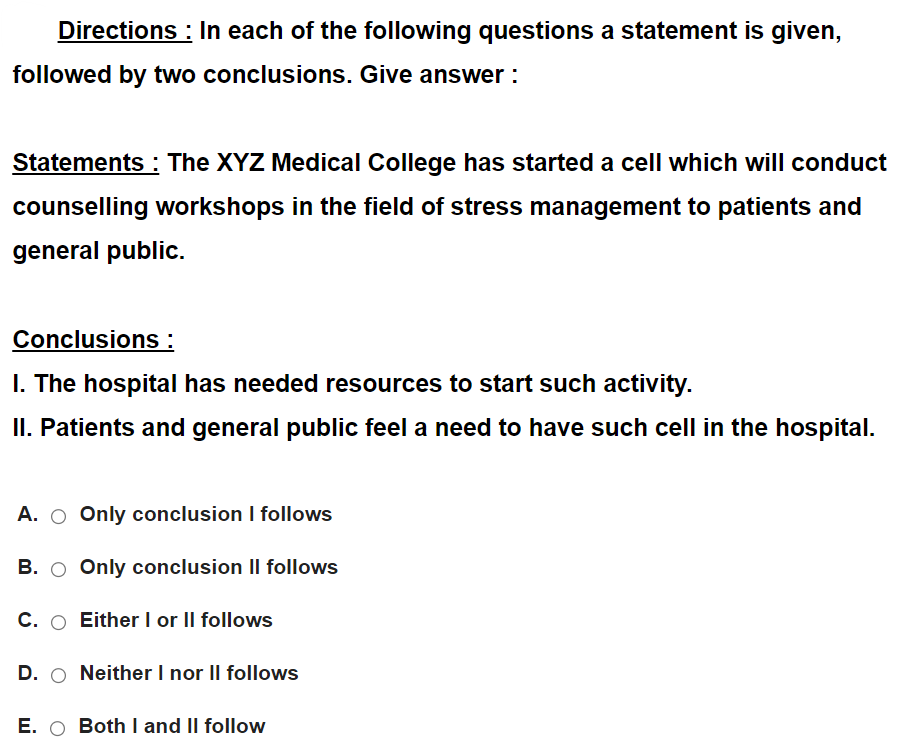 Directions : In each of the following questions a statement is given,
followed by two conclusions. Give answer :
Statements : The XYZ Medical College has started a cell which will conduct
counselling workshops in the field of stress management to patients and
general public.
Conclusions :
I. The hospital has needed resources to start such activity.
II. Patients and general public feel a need to have such cell in the hospital.
A. Only conclusion I follows
B. Only conclusion II follows
C. Either I or II follows
D. Neither I nor II follows
E. Both I and II follow